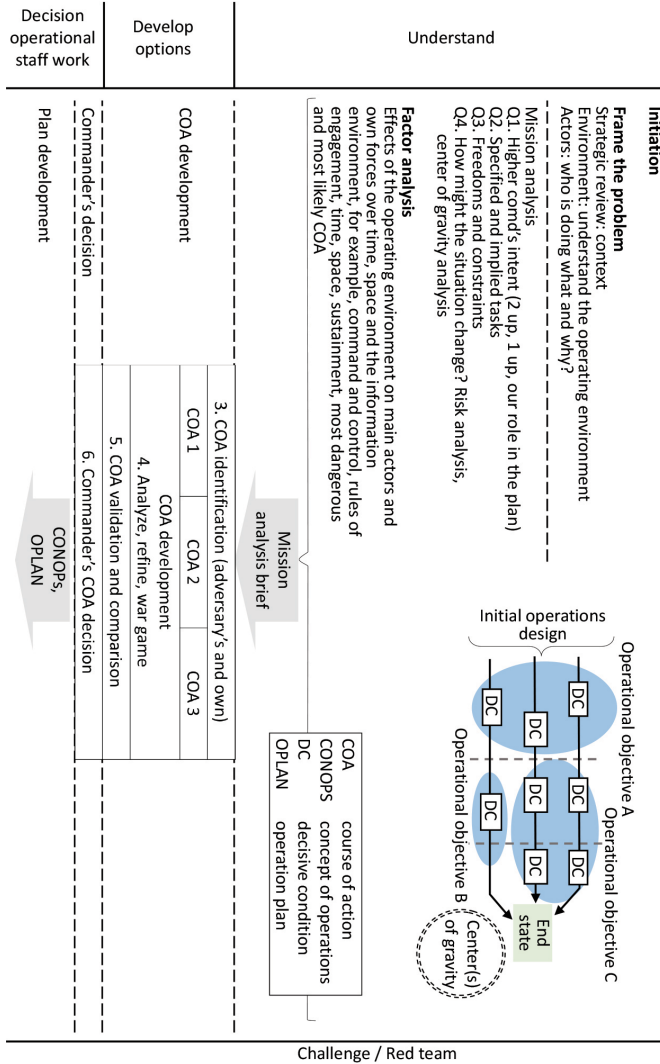 Understand
Develop
options
Decision
operational
staff work
Initiation
Frame the problem
Strategic review: context
Environment: understand the operating environment
Actors: who is doing what and why?
Mission analysis
Q1. Higher comd's intent (2 up, 1 up, our role in the plan)
Q2. Specified and implied tasks
Q3. Freedoms and constraints
Q4. How might the situation change? Risk analysis,
center of gravity analysis
Factor analysis
Effects of the operating environment on main actors and
own forces over time, space and the information
environment, for example, command and control, rules of
engagement, time, space, sustainment, most dangerous
and most likely COA
Initial operations
design
Operational objective A
Operational objective C
DC
DC
DC
DC
DC
DC
DC
DC
Operational objective B
End
state
Center(s)
of gravity
COA course of action
CONOPS concept of operations
DC decisive condition
OPLAN operation plan
Mission
analysis brief
COA development
3. COA identification (adversary's and own)
COA 1
COA 2
COA 3
COA development
4. Analyze, refine, war game
5. COA validation and comparison
Commander's decision
6. Commander's COA decision
Plan development
CONOPs,
OPLAN
Challenge / Red team